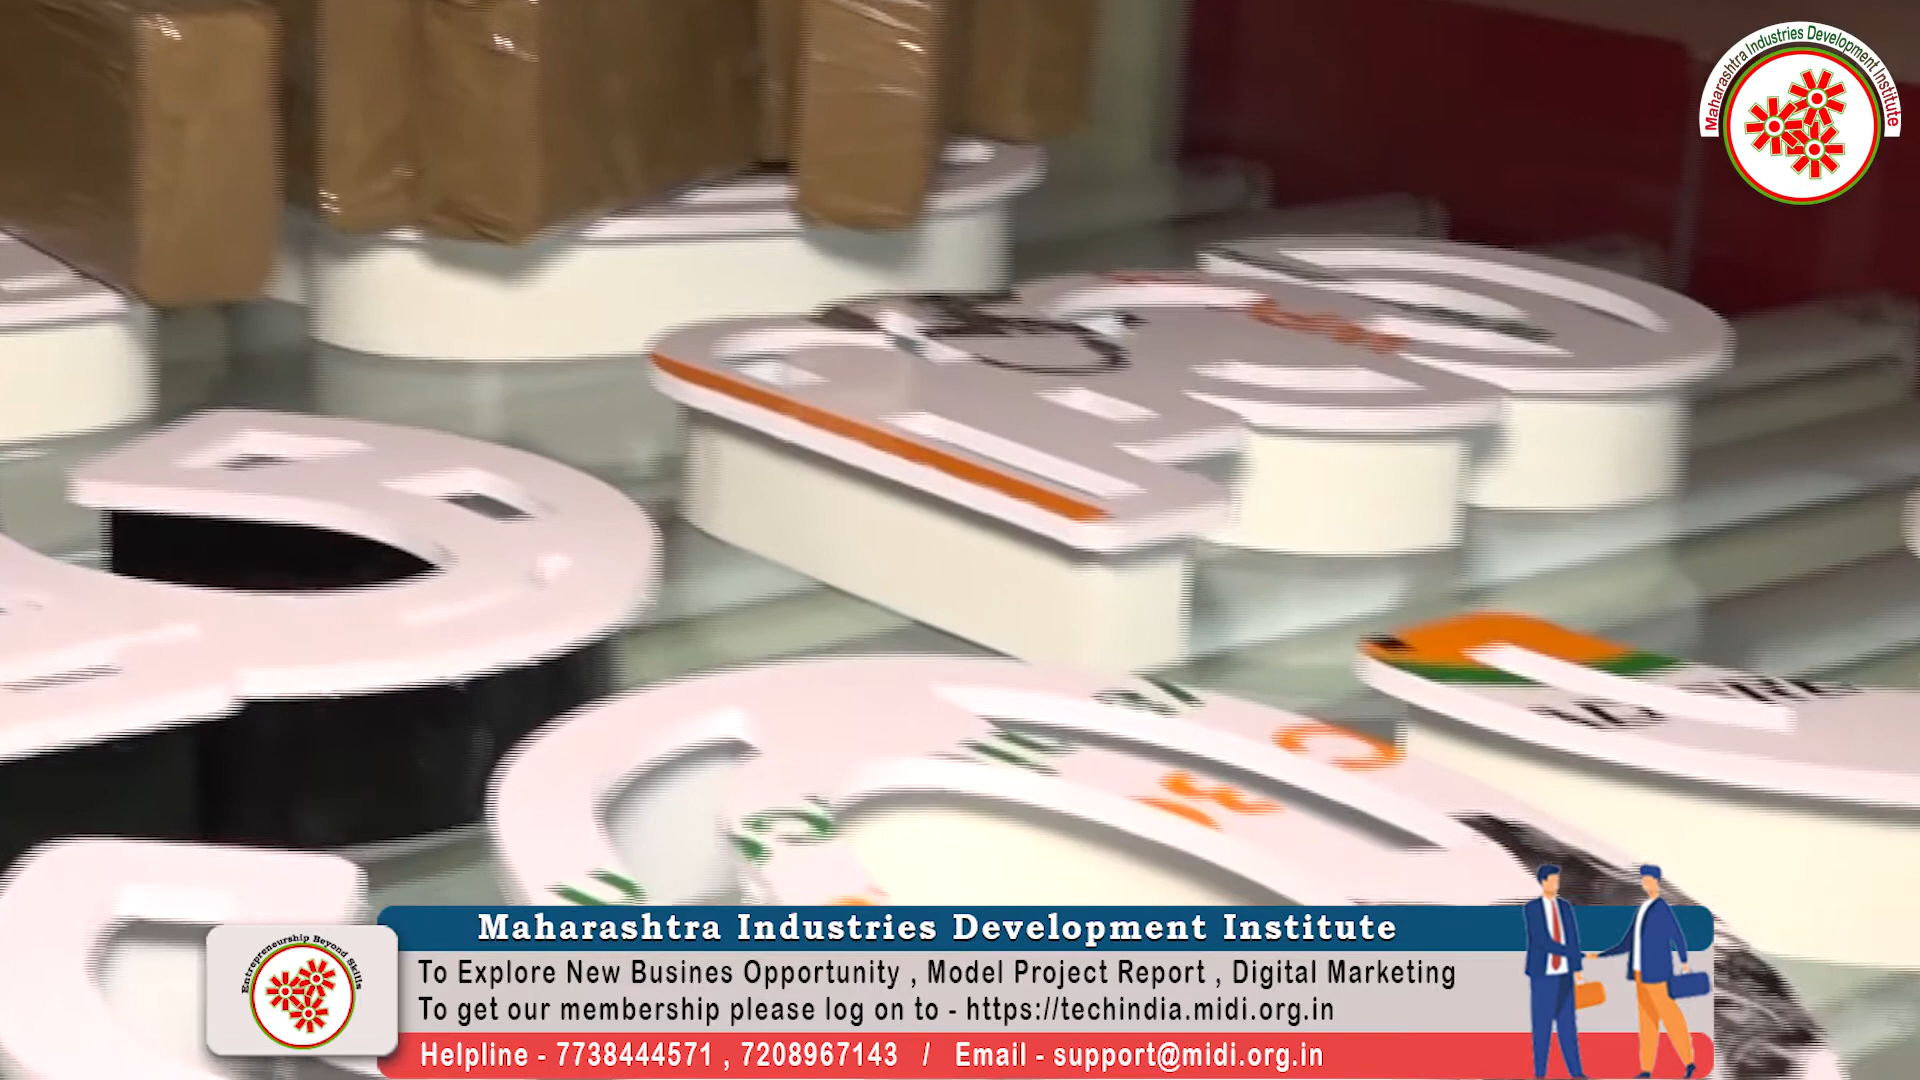 Maharashtra Industries Development Institute
Maharashtra Industries Development Institute
Entrepreneurship Beyond Skills
To Explore New Busines Opportunity , Model Project Report , Digital Marketing
To get our membership please log on to - https://techindia.midi.org.in
Helpline - 7738444571 , 7208967143 / Email - support@midi.org.in